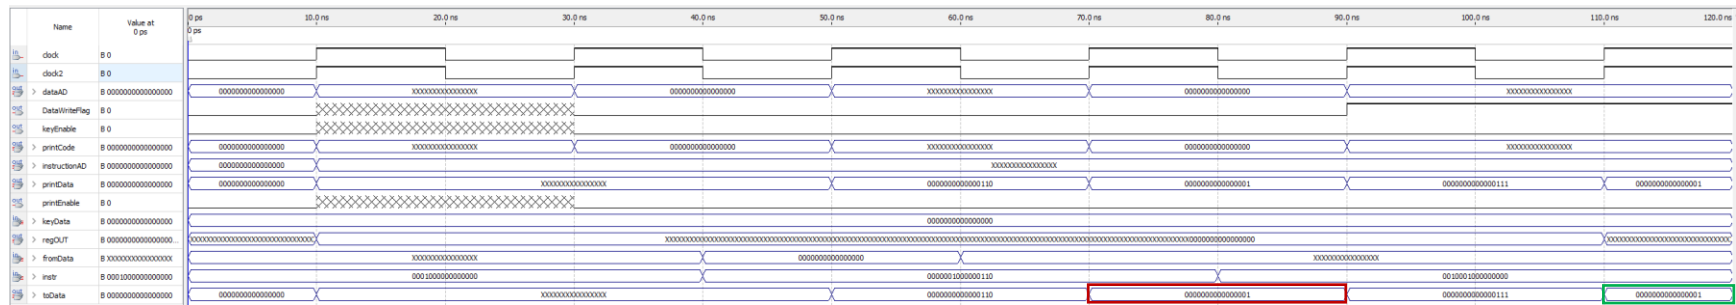 Name Value at 0 ps 0 ps 10.0 ns 20.0 ns 30.0 ns 40.0 ns 50.0 ns 60.0 ns 70.0 ns 80.0 ns 90.0 ns 100.0 ns 110.0 ns 120.0 ns
0 ps
clock B 0
clock2 B 0
dataAD B 0000000000000000 0000000000000000 XXXXXXXXXXXXXXXX 0000000000000000 XXXXXXXXXXXXXXXX 0000000000000000 XXXXXXXXXXXXXXXX
DataWriteFlag B 0
keyEnable B 0
printCode B 0000000000000000 0000000000000000 XXXXXXXXXXXXXXXX 0000000000000000 XXXXXXXXXXXXXXXX 0000000000000000 XXXXXXXXXXXXXXXX
instructionAD B 0000000000000000 0000000000000000 XXXXXXXXXXXXXXXX
printData B 0000000000000000 0000000000000000 XXXXXXXXXXXXXXXX 0000000000000110 0000000000000001 0000000000000111 0000000000000001
printEnable B 0
keyData B 0000000000000000 0000000000000000
regOUT B 0000000000000000...
fromData B XXXXXXXXXXXXXXXX XXXXXXXXXXXXXXXX 0000000000000000 XXXXXXXXXXXXXXXX
instr B 0001000000000000 0001000000000000 0000001000000110 0010001000000000
toData B 0000000000000000 0000000000000000 XXXXXXXXXXXXXXXX 0000000000000110 0000000000000001 0000000000000111 0000000000000001